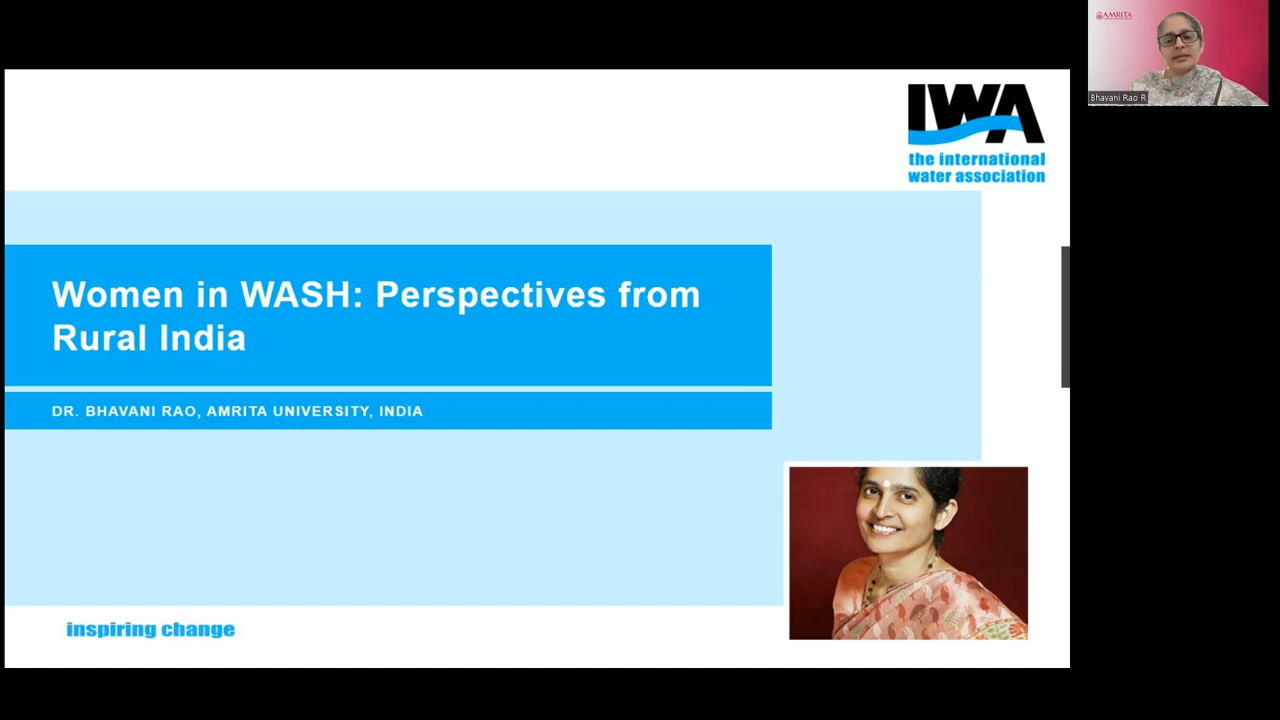 AMRITA
Bhavani Rao R
IWA
the international
water association
Women in WASH: Perspectives from
Rural India
DR. BHAVANI RAO, AMRITA UNIVERSITY, INDIA
inspiring change